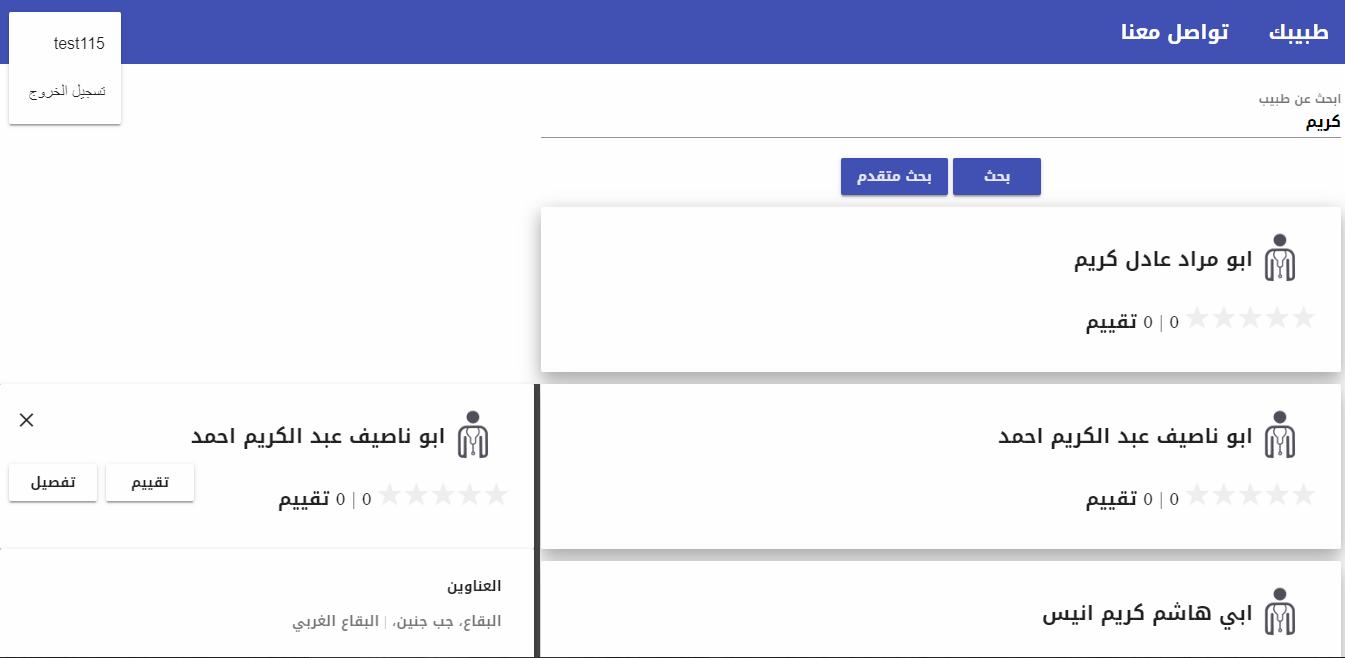 طبيبك
تواصل معنا
test115
تسجيل الخروج
ابحث عن طبيب
كريم
بحث
بحث متقدم
ابو مراد عادل كريم
0 | 0 تقييم
ابو ناصيف عبد الكريم احمد
0 | 0 تقييم
ابي هاشم كريم انيس
ابو ناصيف عبد الكريم احمد
0 | 0 تقييم
تقييم
تفصيل
العناوين
البقاع، جب جنين، | البقاع الغربي